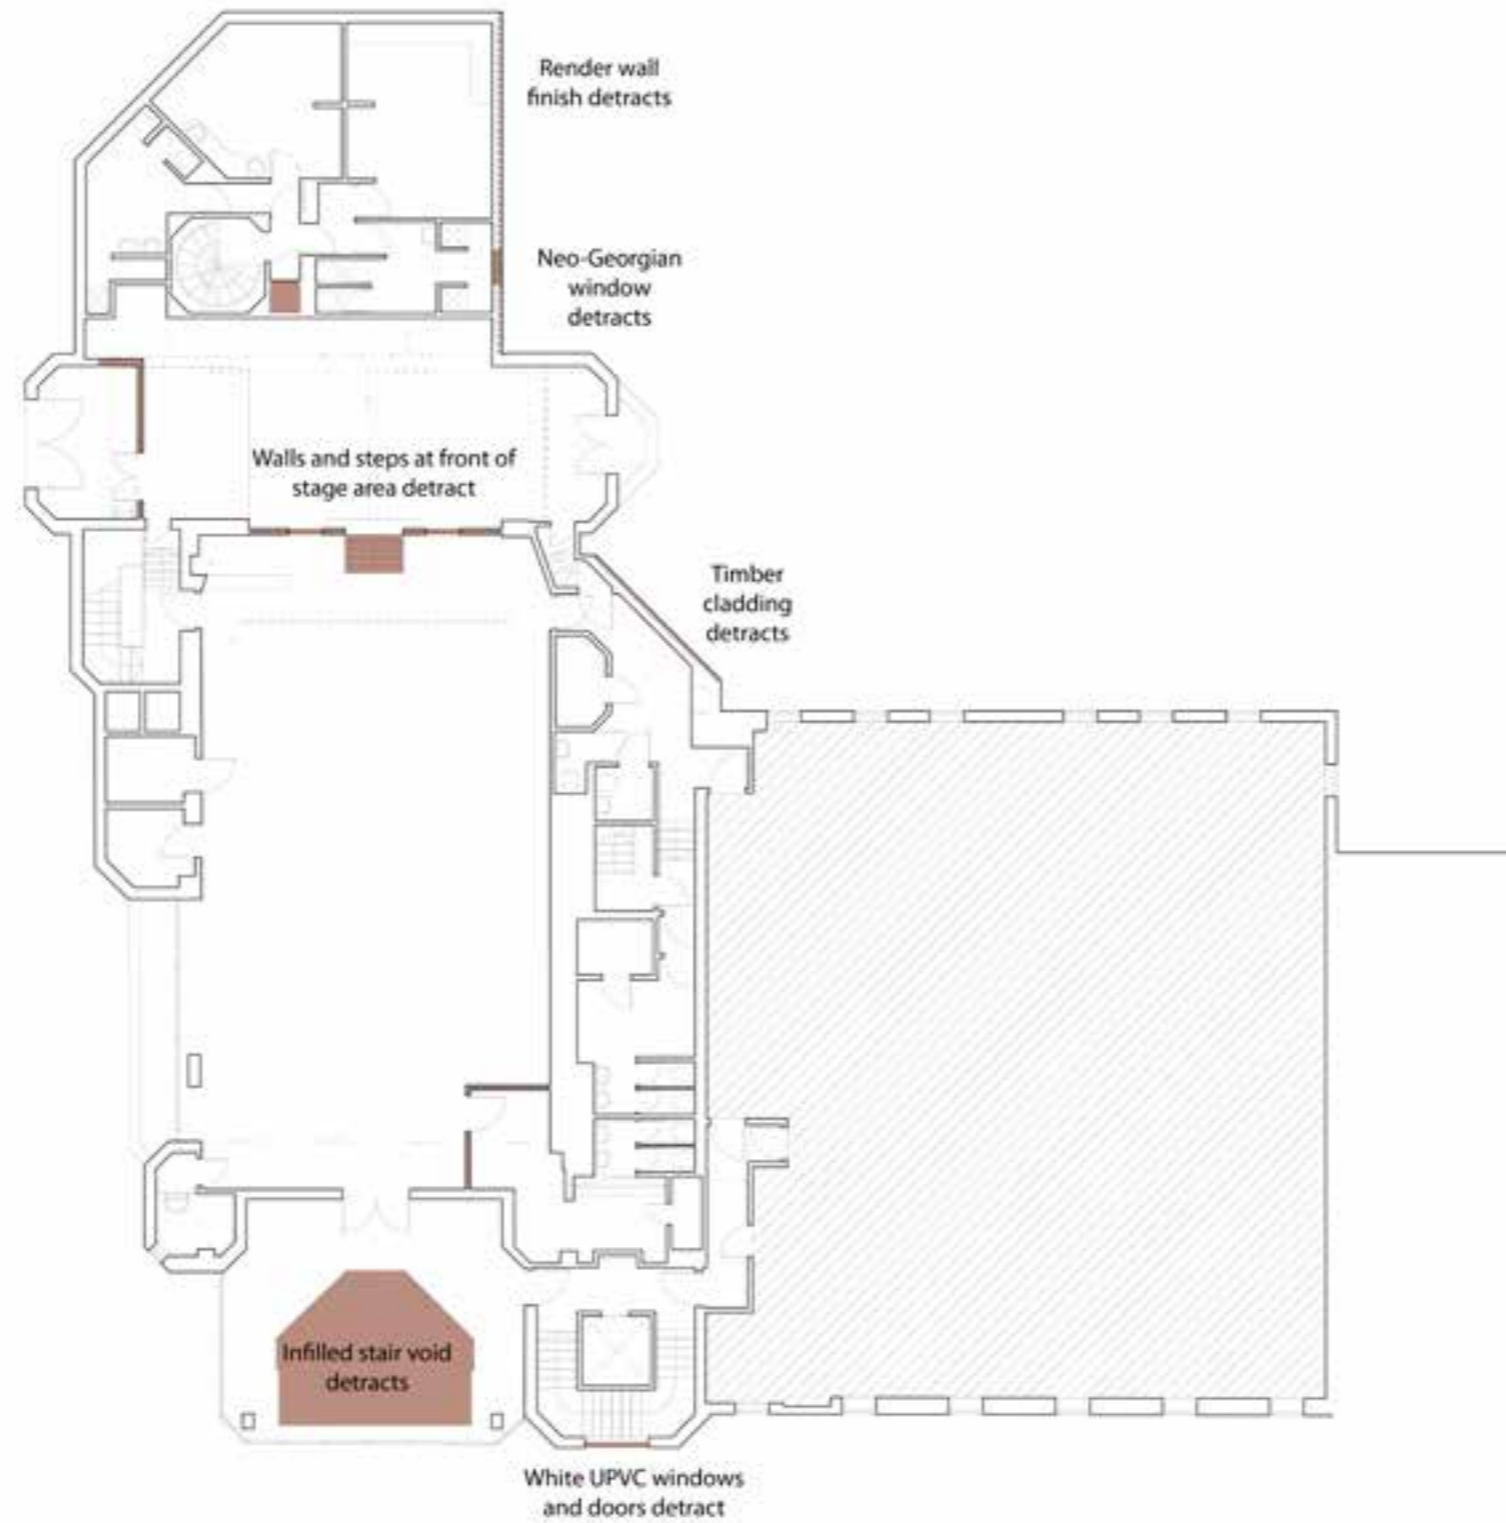 Render wall
finish detracts
Neo-Georgian
window
detracts
Walls and steps at front of
stage area detract
Timber
cladding
detracts
Infilled stair void
detracts
White UPVC windows
and doors detract